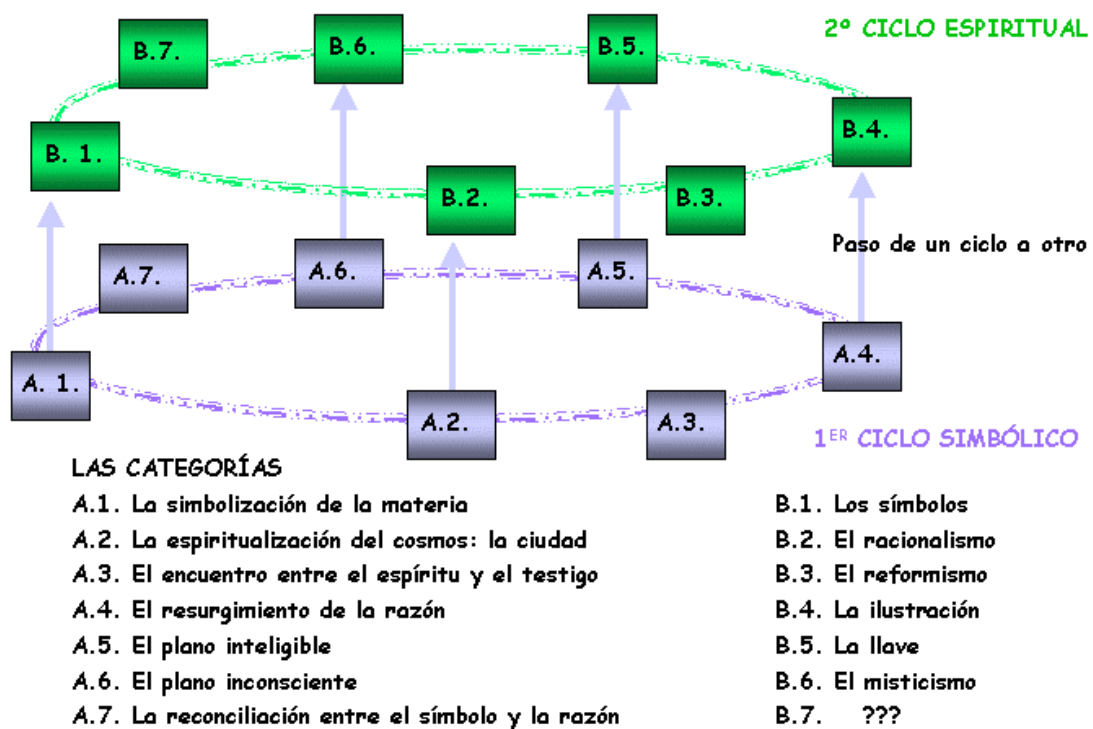 2º CICLO ESPIRITUAL
B.7.
B.6.
B.5.
B.4.
B. 1.
B.2.
B.3.
Paso de un ciclo a otro
A.7.
A.6.
A.5.
A.4.
A. 1.
A.2.
A.3.
1ER CICLO SIMBÓLICO
LAS CATEGORÍAS
A.1. La simbolización de la materia
A.2. La espiritualización del cosmos: la ciudad
A.3. El encuentro entre el espíritu y el testigo
A.4. El resurgimiento de la razón
A.5. El plano inteligible
A.6. El plano inconsciente
A.7. La reconciliación entre el símbolo y la razón
B.1. Los símbolos
B.2. El racionalismo
B.3. El reformismo
B.4. La ilustración
B.5. La llave
B.6. El misticismo
B.7. ???